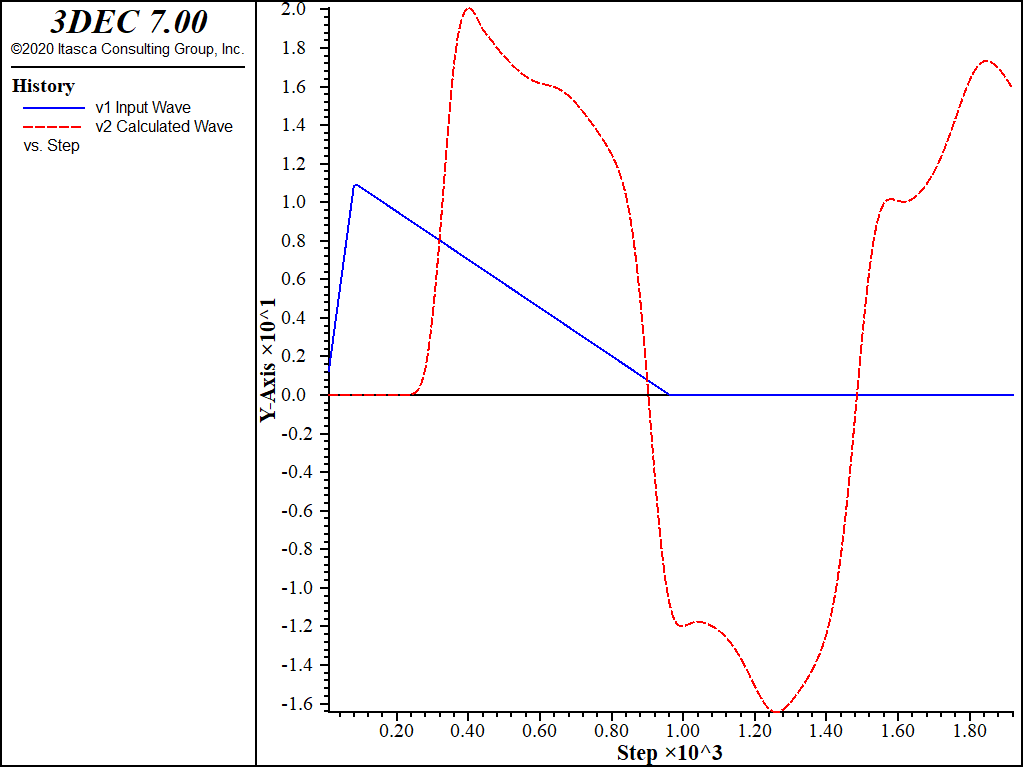 3DEC 7.00
©2020 Itasca Consulting Group, Inc.
History
v1 Input Wave
v2 Calculated Wave
vs. Step
Y-Axis ×10^1
2.0
1.8
1.6
1.4
1.2
1.0
0.8
0.6
0.4
0.2
0.0
-0.2
-0.4
-0.6
-0.8
-1.0
-1.2
-1.4
-1.6
0.20 0.40 0.60 0.80 1.00 1.20 1.40 1.60 1.80
Step ×10^3